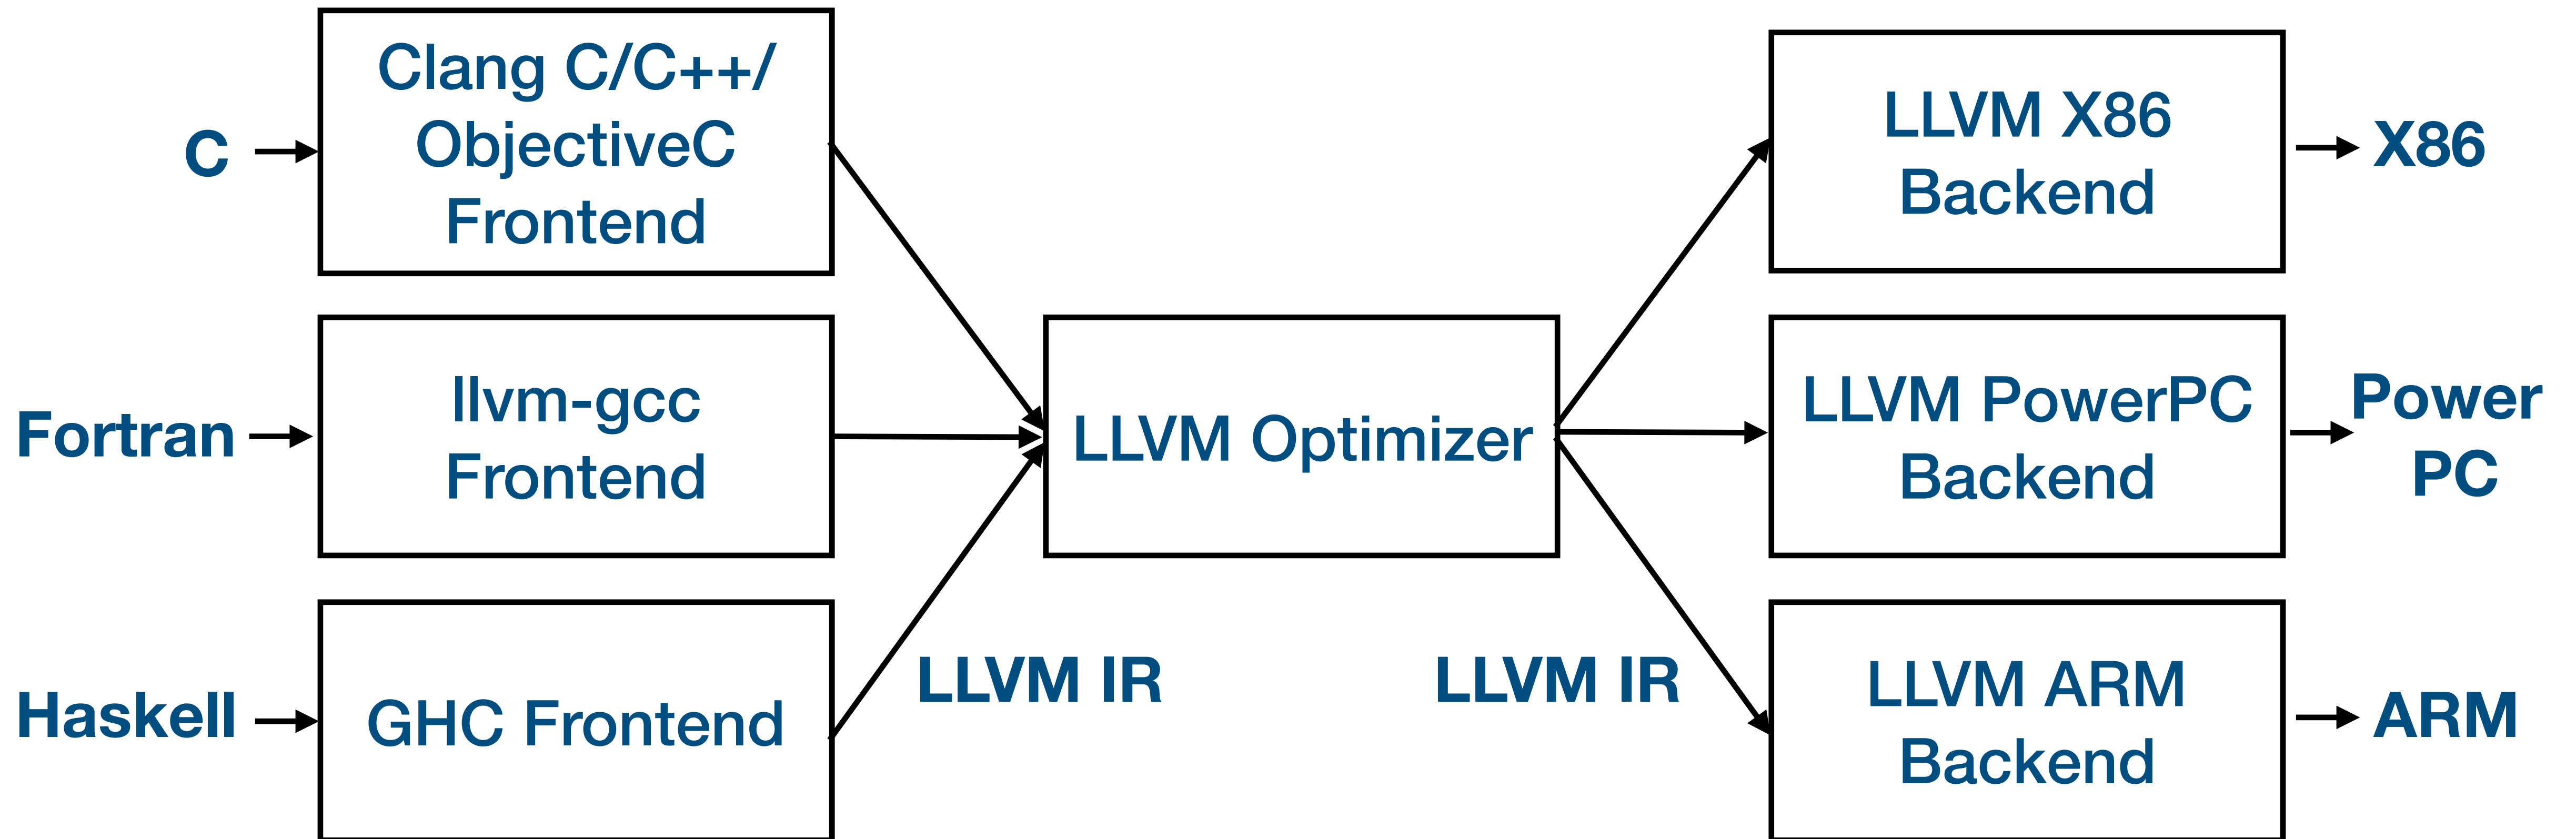 C
Clang C/C++/
ObjectiveC
Frontend
Fortran
llvm-gcc
Frontend
Haskell
GHC Frontend
LLVM IR
LLVM Optimizer
LLVM IR
LLVM X86
Backend
X86
LLVM PowerPC
Backend
Power
PC
LLVM ARM
Backend
ARM